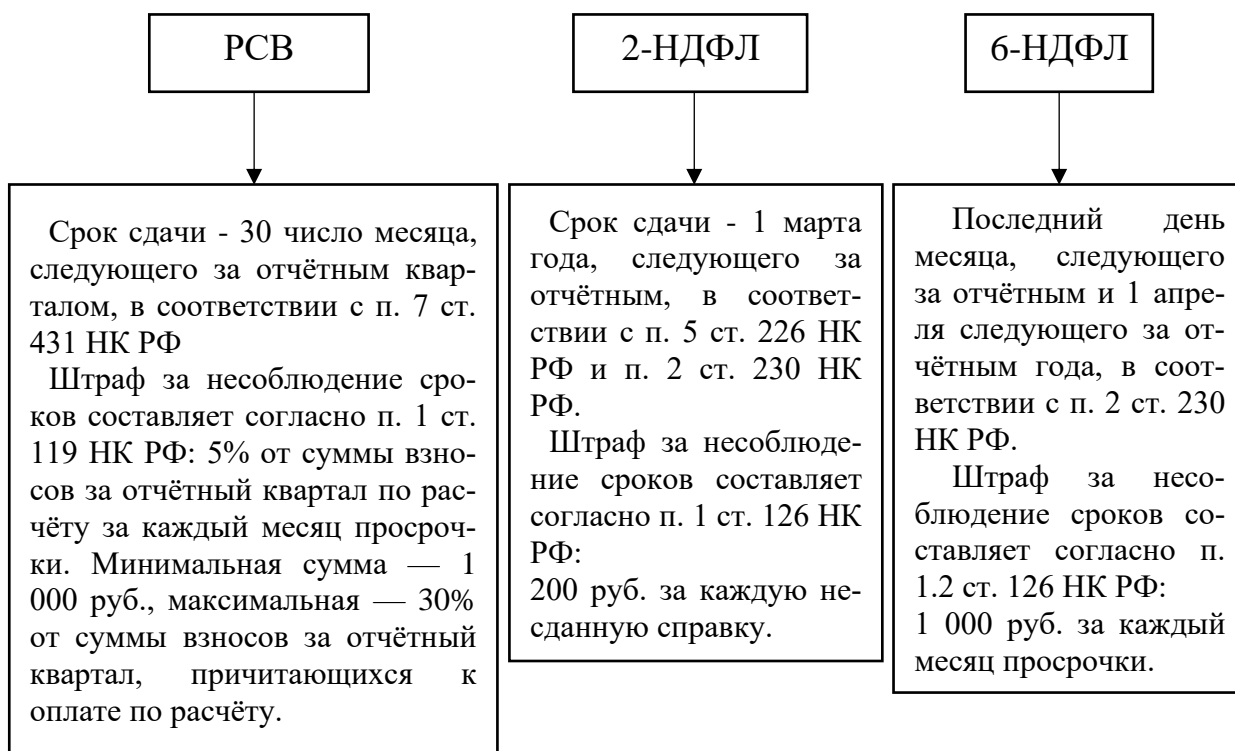 РСВ
Срок сдачи - 30 число месяца,
следующего за отчётным квар-
талом, в соответствии с п. 7 ст.
431 НК РФ
Штраф за несоблюдение сро-
ков составляет согласно п. 1 ст.
119 НК РФ: 5% от суммы взно-
сов за отчётный квартал по рас-
чёту за каждый месяц просроч-
ки. Минимальная сумма — 1
000 руб., максимальная — 30%
от суммы взносов за отчётный
квартал, причитающихся к
оплате по расчёту.
2-НДФЛ
Срок сдачи - 1 марта
года, следующего за
отчётным, в соответ-
ствии с п. 5 ст. 226 НК
РФ и п. 2 ст. 230 НК
РФ.
Штраф за несоблюде-
ние сроков составляет
согласно п. 1 ст. 126 НК
РФ:
200 руб. за каждую не-
сданную справку.
6-НДФЛ
Последний день
месяца, следующего
за отчётным и 1 апре-
ля следующего за от-
чётным года, в соот-
ветствии с п. 2 ст. 230
НК РФ.
Штраф за несо-
блюдение сроков со-
ставляет согласно п.
1.2 ст. 126 НК РФ:
1 000 руб. за каждый
месяц просрочки.